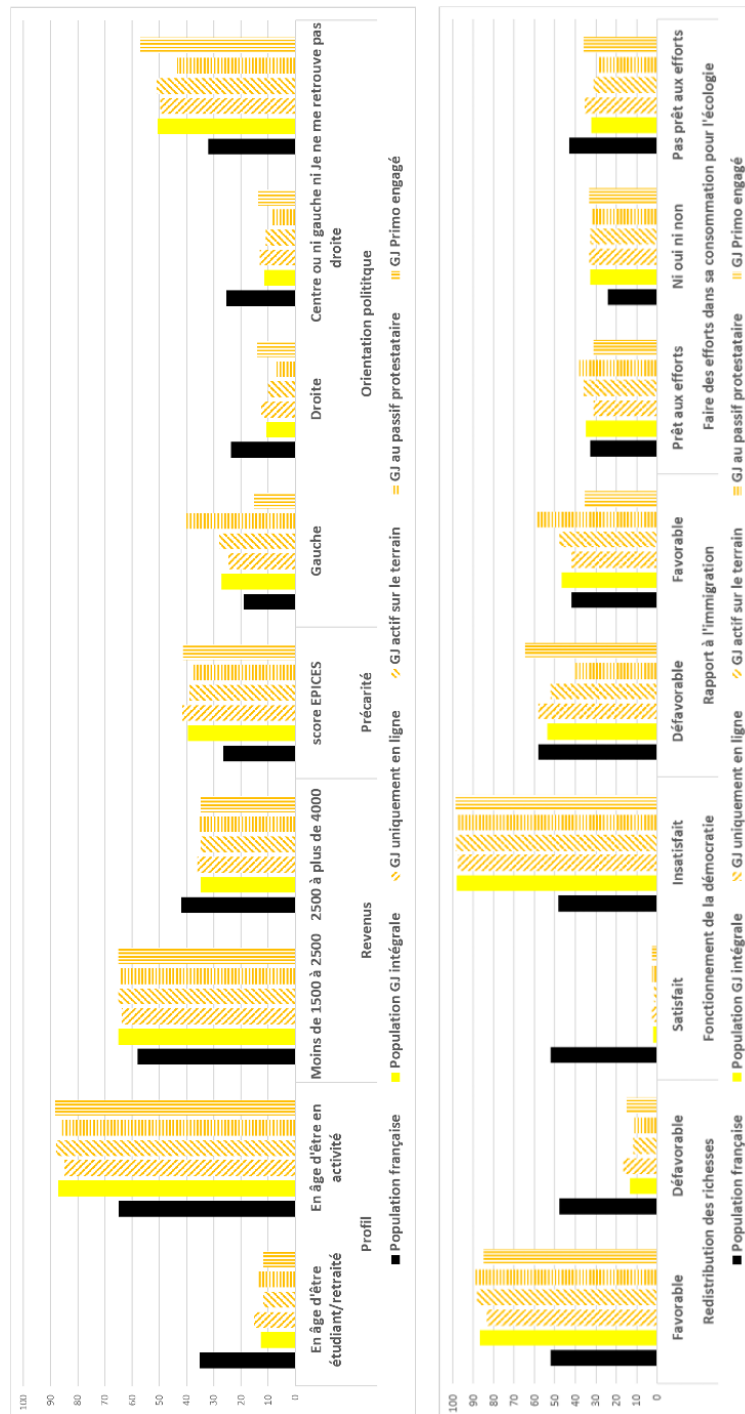 100
90
80
70
60
50
40
30
20
10
0
En âge d'être étudiant/retraité
En âge d'être en activité
Moins de 1500 à 2500
2500 à plus de 4000
score EPICES
Gauche
Droite
Centre ou ni gauche ni droite
Je ne me retrouve pas
Profil
Revenus
Précarité
Orientation polititque
Population française
Population GJ intégrale
GJ uniquement en ligne
GJ actif sur le terrain
GJ au passif protestataire
GJ Primo engagé
100
90
80
70
60
50
40
30
20
10
0
Favorable
Défavorable
Satisfait
Insatisfait
Défavorable
Favorable
Prêt aux efforts
Ni oui ni non
Pas prêt aux efforts
Redistribution des richesses
Fonctionnement de la démocratie
Rapport à l'immigration
Faire des efforts dans sa consommation pour l'écologie
Population française
Population GJ intégrale
GJ uniquement en ligne
GJ actif sur le terrain
GJ au passif protestataire
GJ Primo engagé